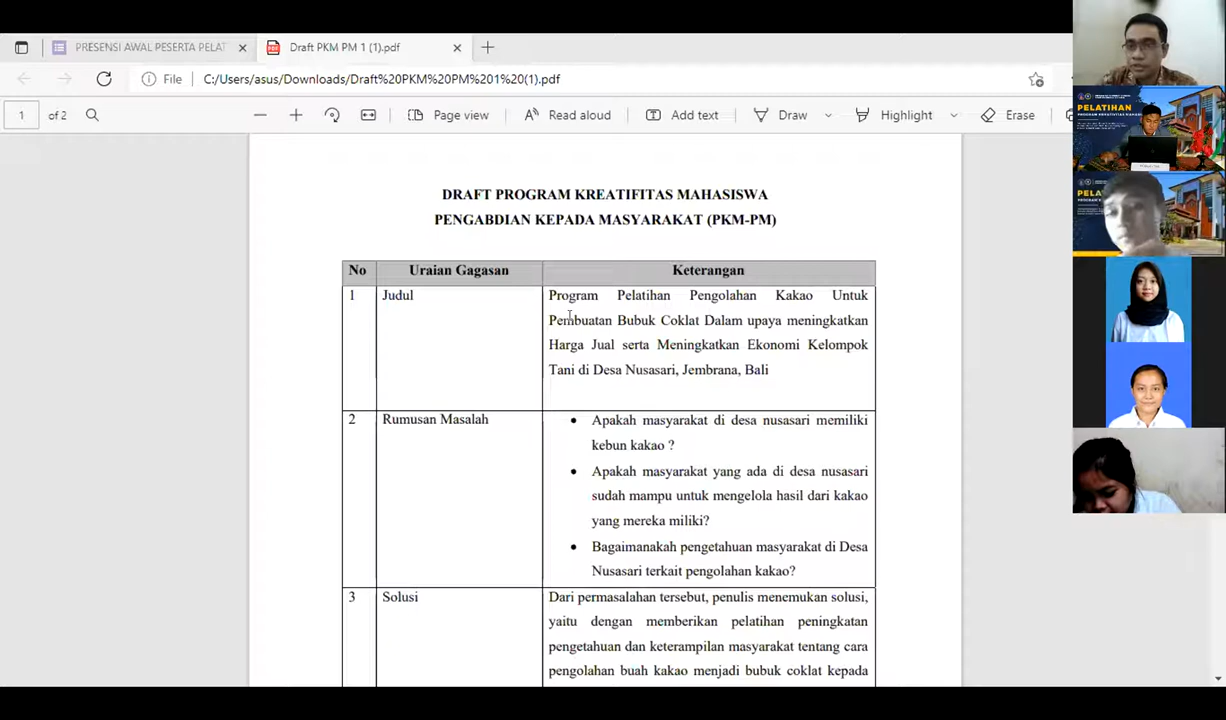 PRESENSI AWAL PESERTA PELAT
Draft PKM PM 1 (1).pdf
File
C:/Users/asus/Downloads/Draft%20PKM%20PM%201%20(1).pdf
1 of 2
Page view
Read aloud
Add text
Draw
Highlight
Erase
DRAFT PROGRAM KREATIFITAS MAHASISWA
PENGABDIAN KEPADA MASYARAKAT (PKM-PM)
No Uraian Gagasan Keterangan
1 Judul Program Pelatihan Pengolahan Kakao Untuk
Pembuatan Bubuk Coklat Dalam upaya meningkatkan
Harga Jual serta Meningkatkan Ekonomi Kelompok
Tani di Desa Nusasari, Jembrana, Bali
2 Rumusan Masalah • Apakah masyarakat di desa nusasari memiliki
kebun kakao ?
• Apakah masyarakat yang ada di desa nusasari
sudah mampu untuk mengelola hasil dari kakao
yang mereka miliki?
• Bagaimanakah pengetahuan masyarakat di Desa
Nusasari terkait pengolahan kakao?
3 Solusi Dari permasalahan tersebut, penulis menemukan solusi,
yaitu dengan memberikan pelatihan peningkatan
pengetahuan dan keterampilan masyarakat tentang cara
pengolahan buah kakao menjadi bubuk coklat kepada
PELATIHAN